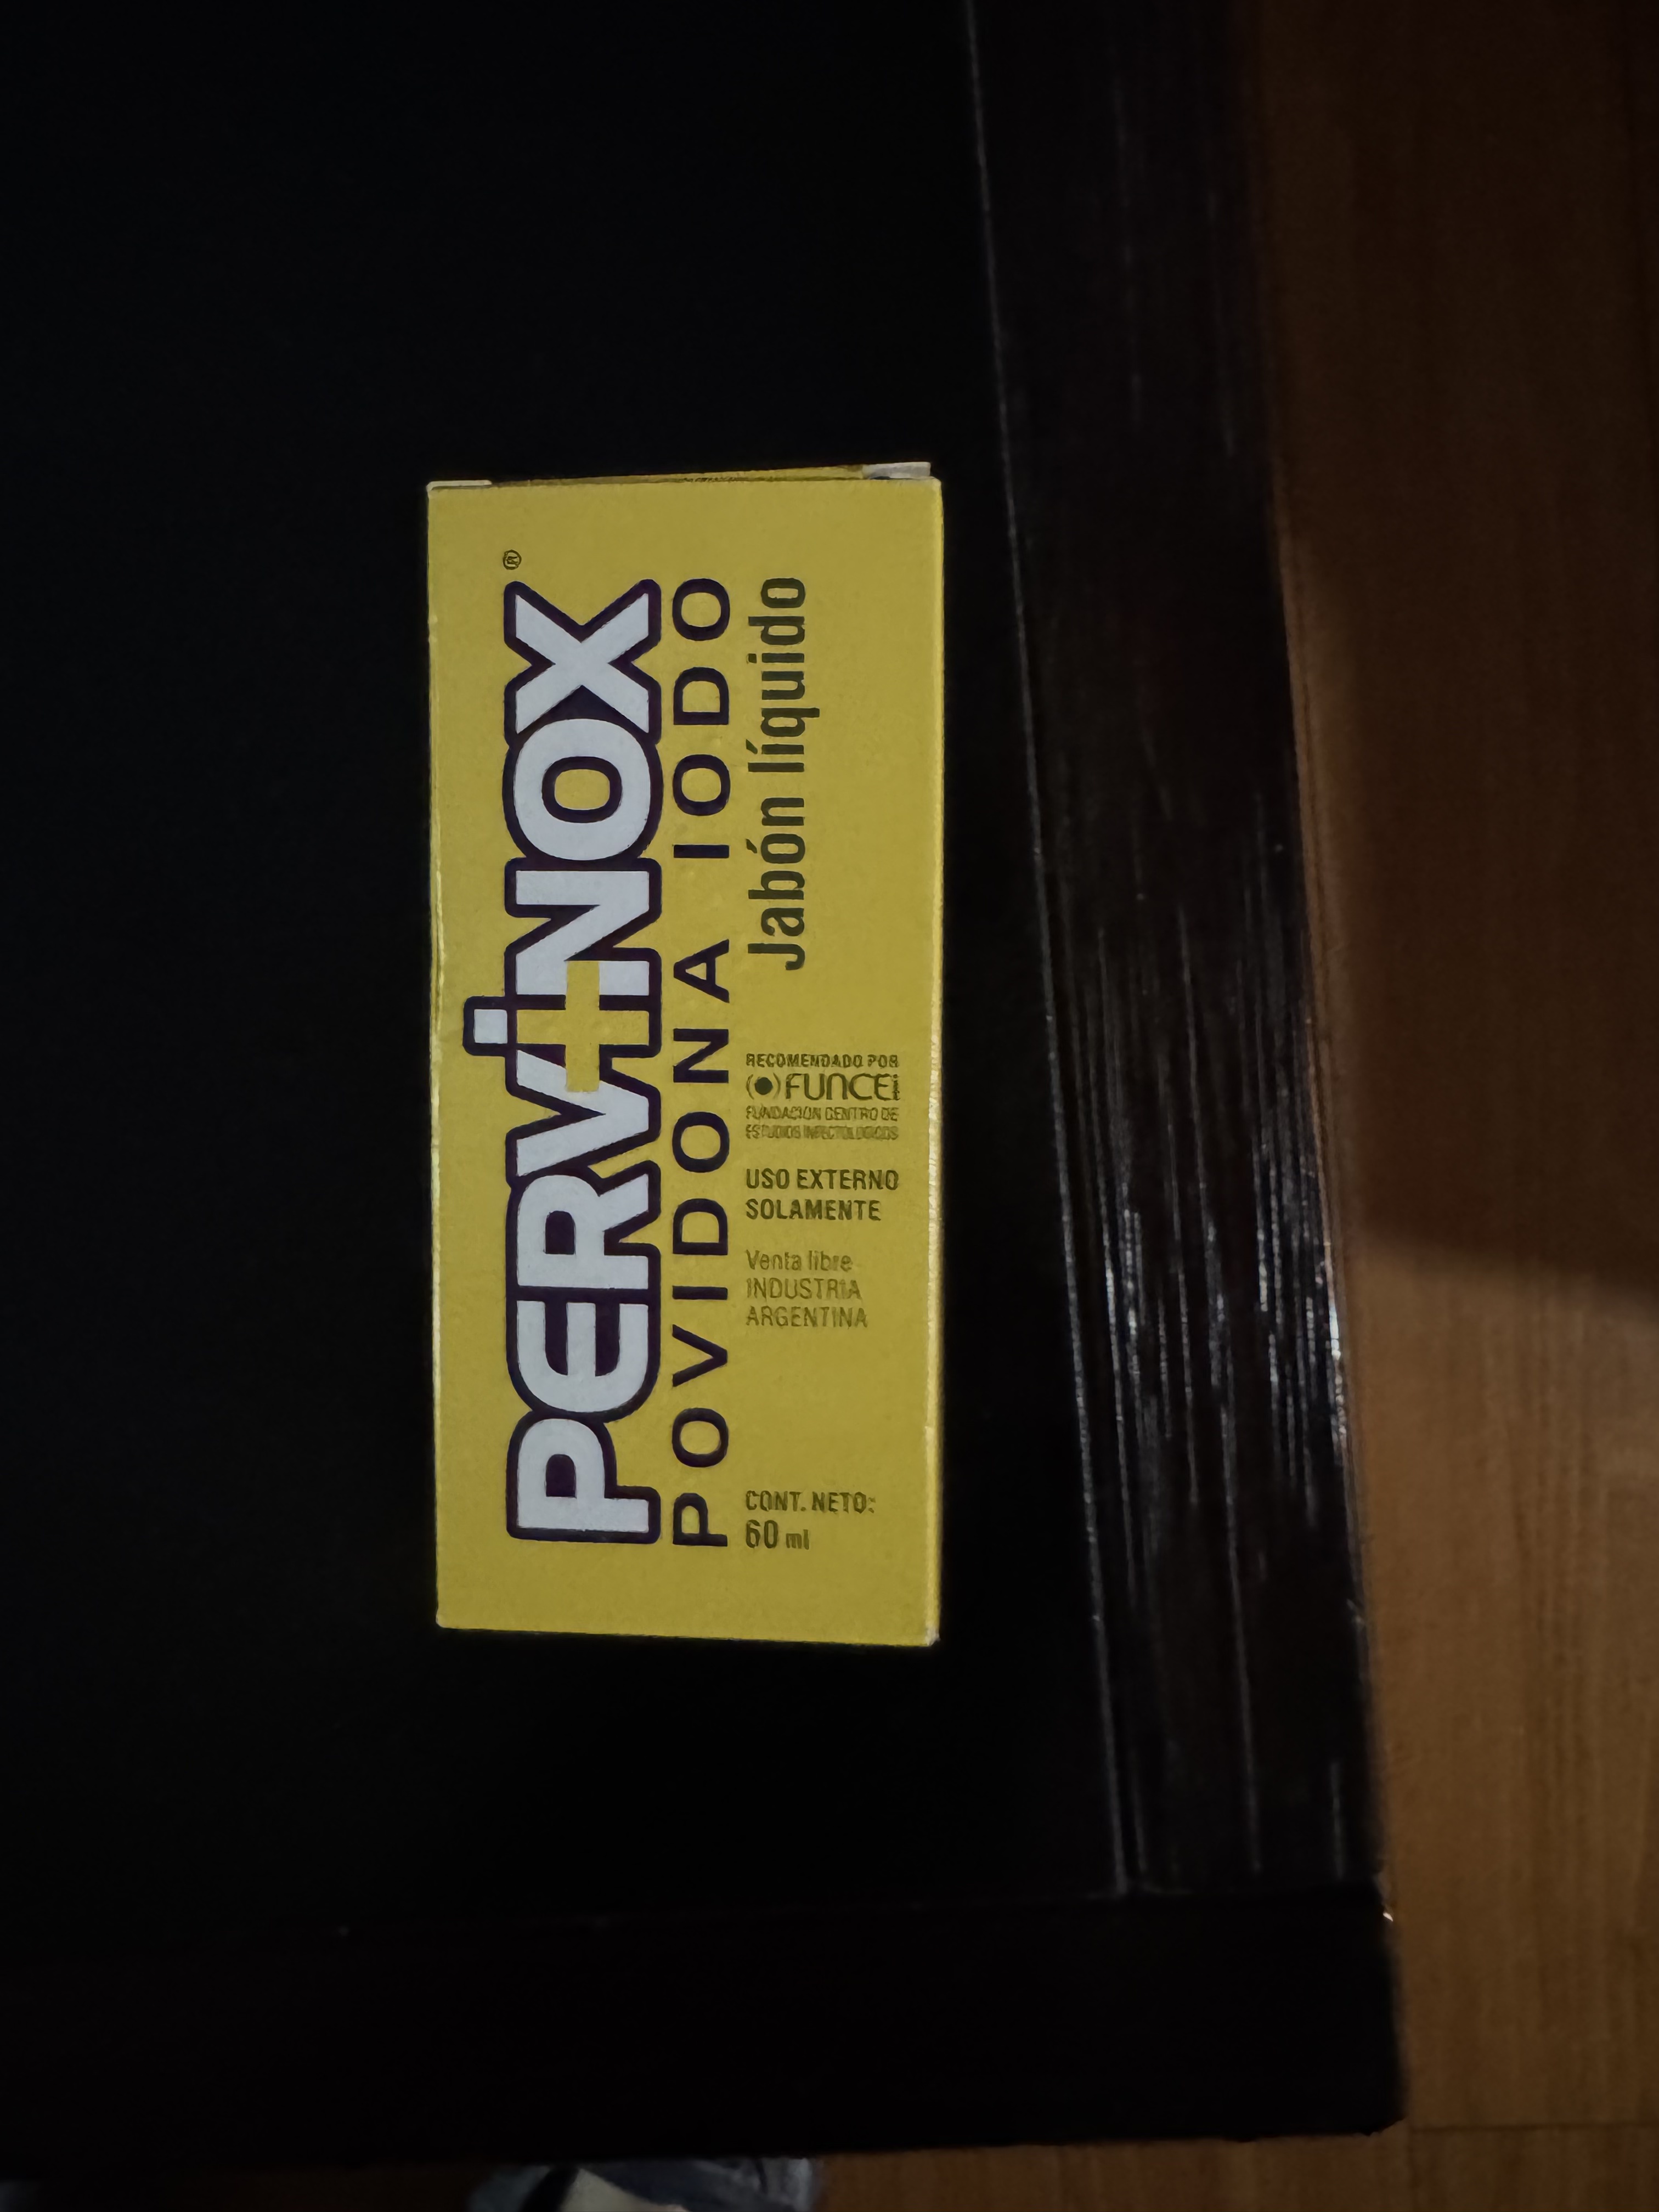 PERViNOX®
POVIDONA IODO
Jabón líquido
RECOMENDADO POR
FUNCEi
FUNDACION CENTRO DE
ESTUDIOS INFECTOLOGICOS
USO EXTERNO
SOLAMENTE
Venta libre
INDUSTRIA
ARGENTINA
CONT. NETO:
60 ml